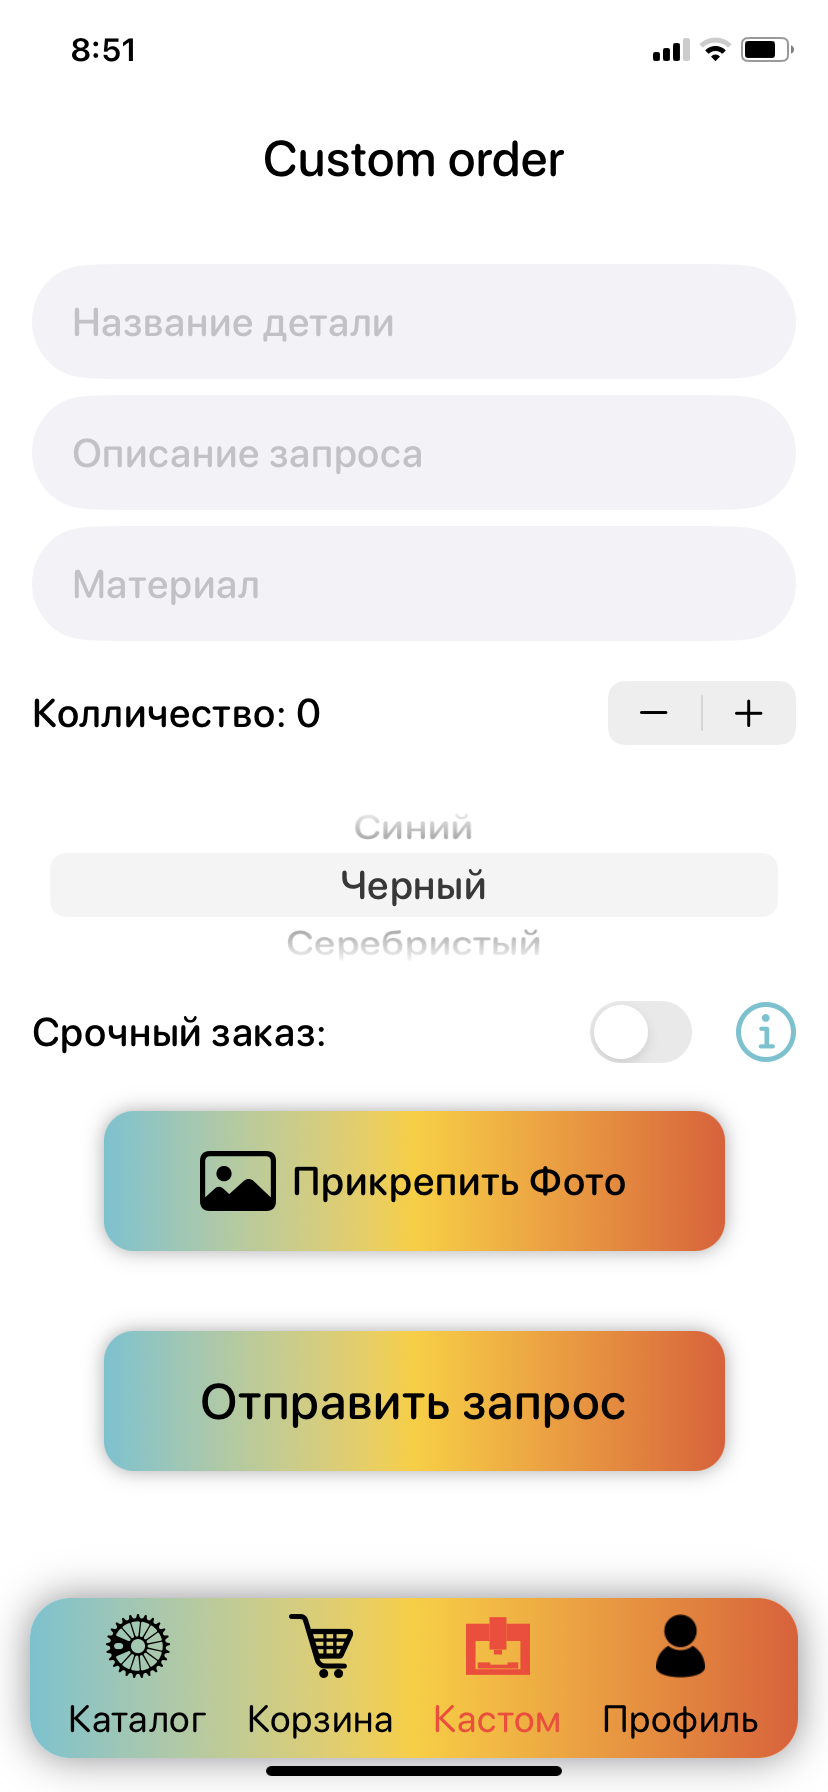 8:51
Custom order
Название детали
Описание запроса
Материал
Колличество: 0
Синий
Черный
Серебристый
Срочный заказ:
Прикрепить Фото
Отправить запрос
Каталог Корзина Кастом Профиль